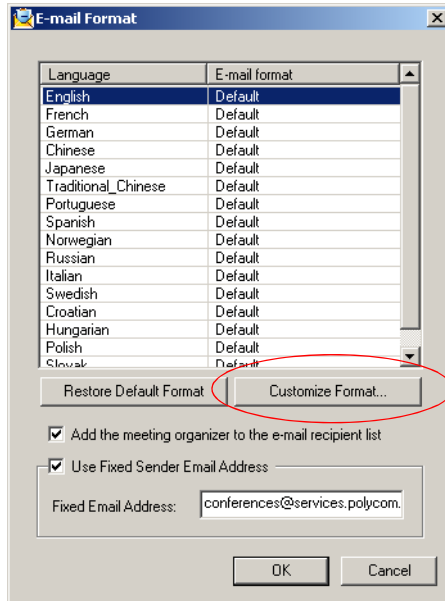 E-mail Format
Language E-mail format
English Default
French Default
German Default
Chinese Default
Japanese Default
Traditional_Chinese Default
Portuguese Default
Spanish Default
Norwegian Default
Russian Default
Italian Default
Swedish Default
Croatian Default
Hungarian Default
Polish Default
Slovak Default
Restore Default Format Customize Format...
Add the meeting organizer to the e-mail recipient list
Use Fixed Sender Email Address
Fixed Email Address: conferences@services.polycom.
OK Cancel